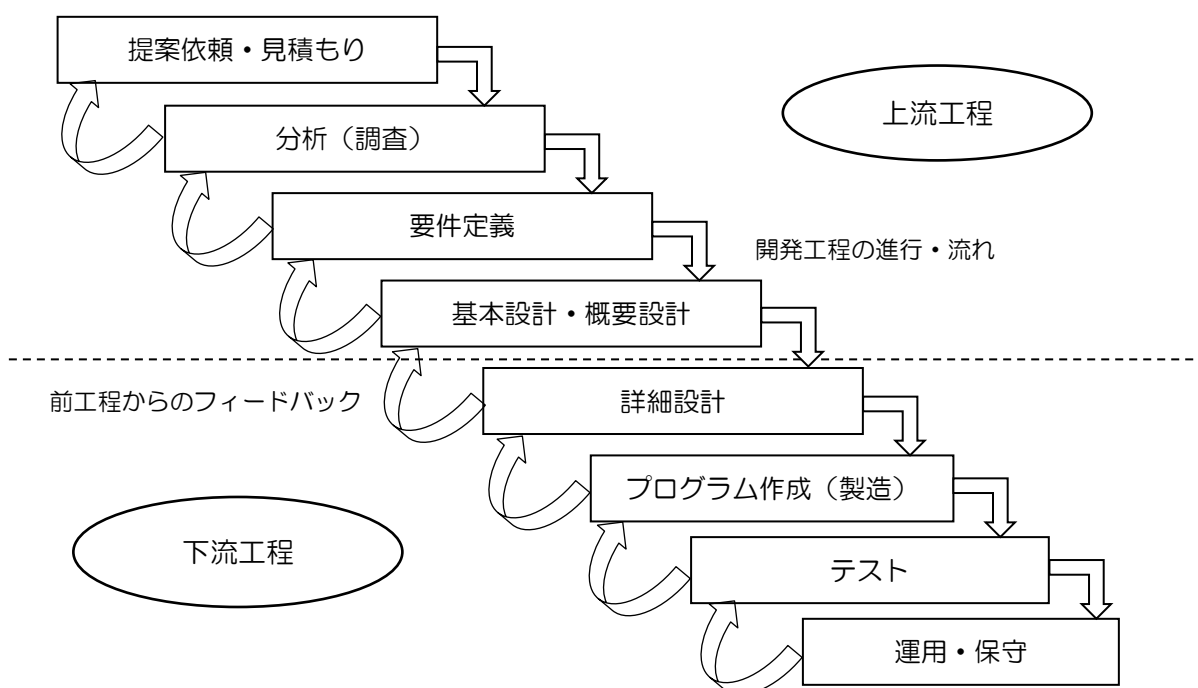 提案依頼・見積もり
上流工程
分析（調査）
要件定義
開発工程の進行・流れ
基本設計・概要設計
前工程からのフィードバック
詳細設計
プログラム作成（製造）
下流工程
テスト
運用・保守